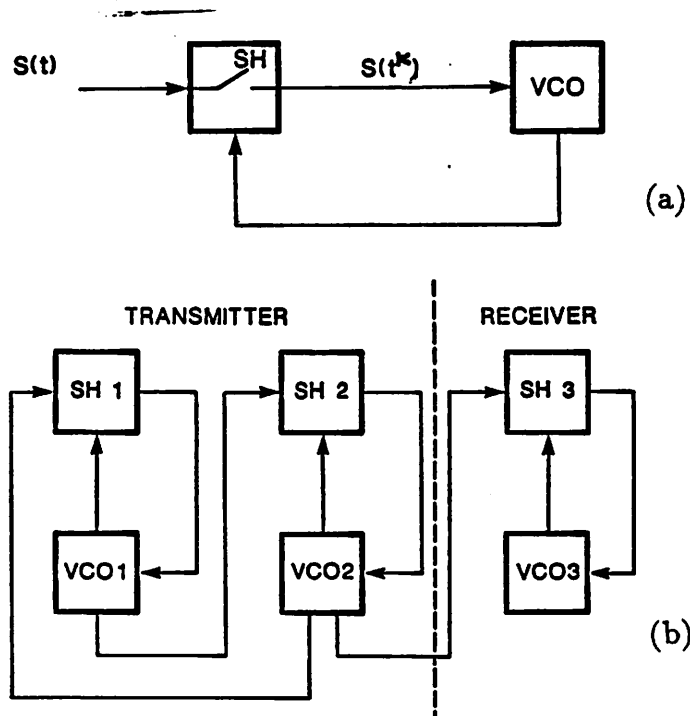 S(t)
SH
S(t*)
VCO
(a)
TRANSMITTER
RECEIVER
SH 1
SH 2
SH 3
VCO1
VCO2
VCO3
(b)